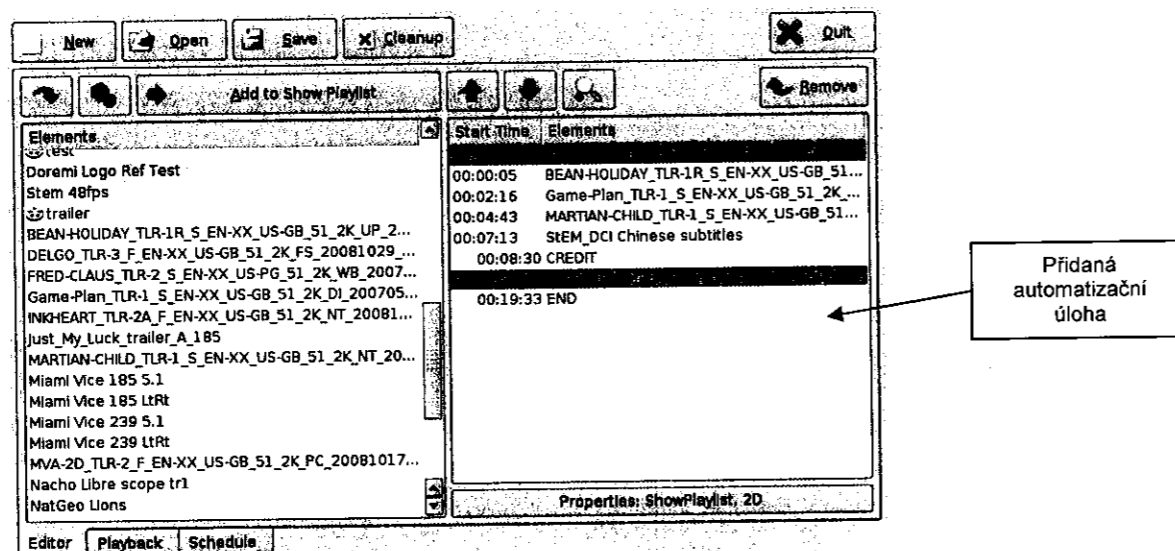 New Open Save Cleanup Quit
Add to Show Playlist Remove
Elements
test
Doremi Logo Ref Test
Stem 48fps
trailer
BEAN-HOLIDAY_TLR-1R_S_EN-XX_US-GB_51_2K_UP_2...
DELGO_TLR-3_F_EN-XX_US-GB_51_2K_FS_20081029_...
FRED-CLAUS_TLR-2_S_EN-XX_US-PG_51_2K_WB_2007...
Game-Plan_TLR-1_S_EN-XX_US-GB_51_2K_DI_200705...
INKHEART_TLR-2A_F_EN-XX_US-GB_51_2K_NT_20081...
Just_My_Luck_trailer_A_185
MARTIAN-CHILD_TLR-1_S_EN-XX_US-GB_51_2K_NT_20...
Miami Vice 185 5.1
Miami Vice 185 LtRt
Miami Vice 239 5.1
Miami Vice 239 LtRt
MVA-2D_TLR-2_F_EN-XX_US-GB_51_2K_PC_20081017...
Nacho Libre scope tr1
NatGeo Lions
Start Time Elements
00:00:05 BEAN-HOLIDAY_TLR-1R_S_EN-XX_US-GB_51...
00:02:16 Game-Plan_TLR-1_S_EN-XX_US-GB_51_2K_...
00:04:43 MARTIAN-CHILD_TLR-1_S_EN-XX_US-GB_51...
00:07:13 StEM_DCI Chinese subtitles
00:08:30 CREDIT
00:19:33 END
Properties: ShowPlaylist, 2D
Editor Playback Schedule
Přidaná
automatizační
úloha